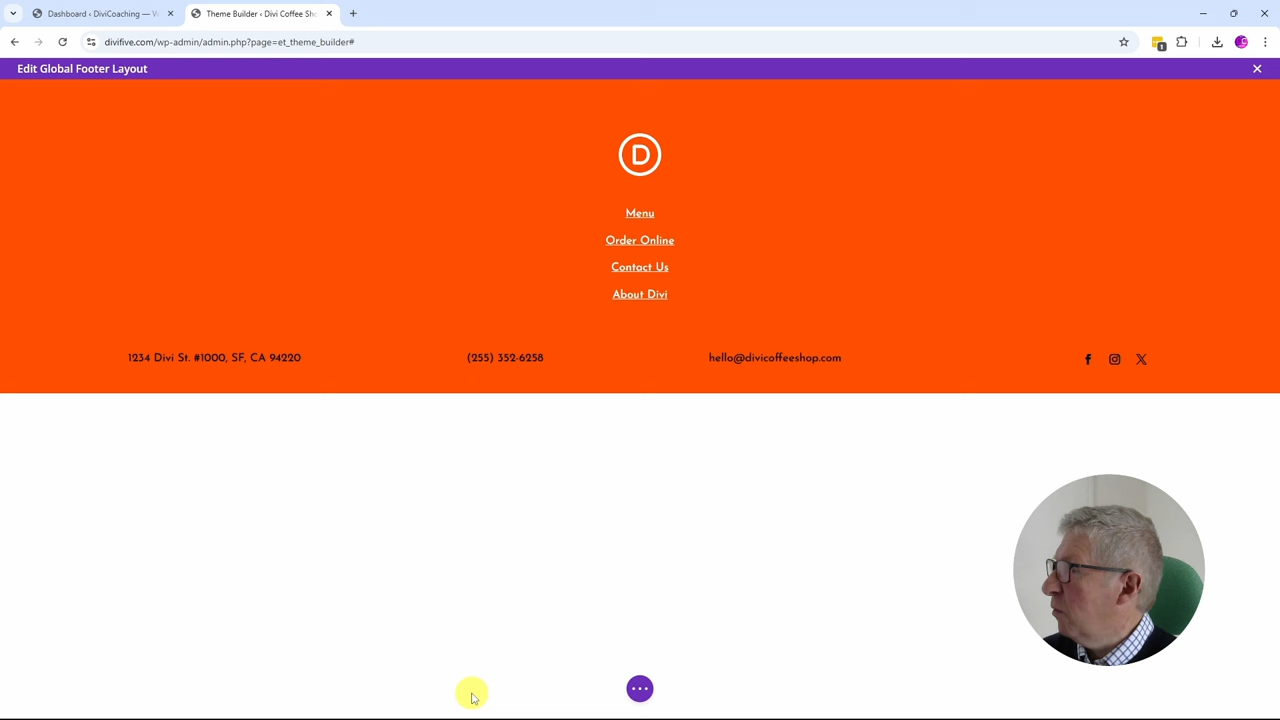 Dashboard ‹ DiviCoaching — W
Theme Builder ‹ Divi Coffee Sho
divifive.com/wp-admin/admin.php?page=et_theme_builder#
1
C
Edit Global Footer Layout
D
Menu
Order Online
Contact Us
About Divi
1234 Divi St. #1000, SF, CA 94220
(255) 352-6258
hello@divicoffeeshop.com